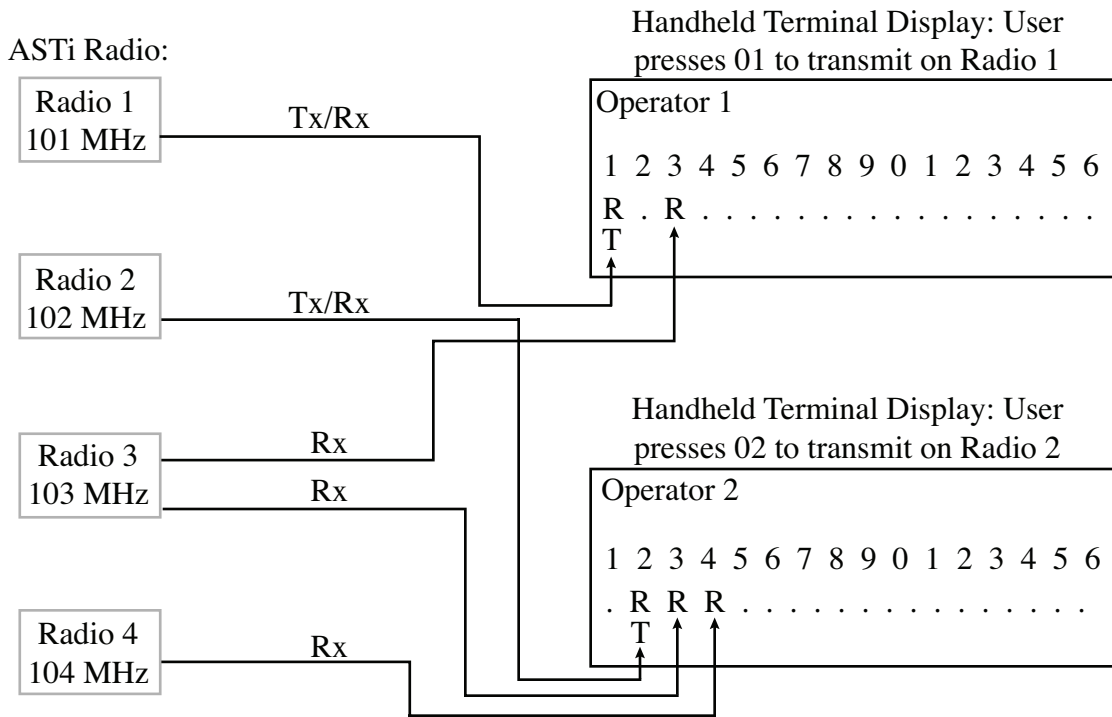 ASTi Radio:
Radio 1
101 MHz
Tx/Rx
Radio 2
102 MHz
Tx/Rx
Radio 3
103 MHz
Rx
Rx
Radio 4
104 MHz
Rx
Handheld Terminal Display: User
presses 01 to transmit on Radio 1
Operator 1
1 2 3 4 5 6 7 8 9 0 1 2 3 4 5 6
R . R . . . . . . . . . . . . . . . .
T
Handheld Terminal Display: User
presses 02 to transmit on Radio 2
Operator 2
1 2 3 4 5 6 7 8 9 0 1 2 3 4 5 6
. R R R . . . . . . . . . . . . . . .
T